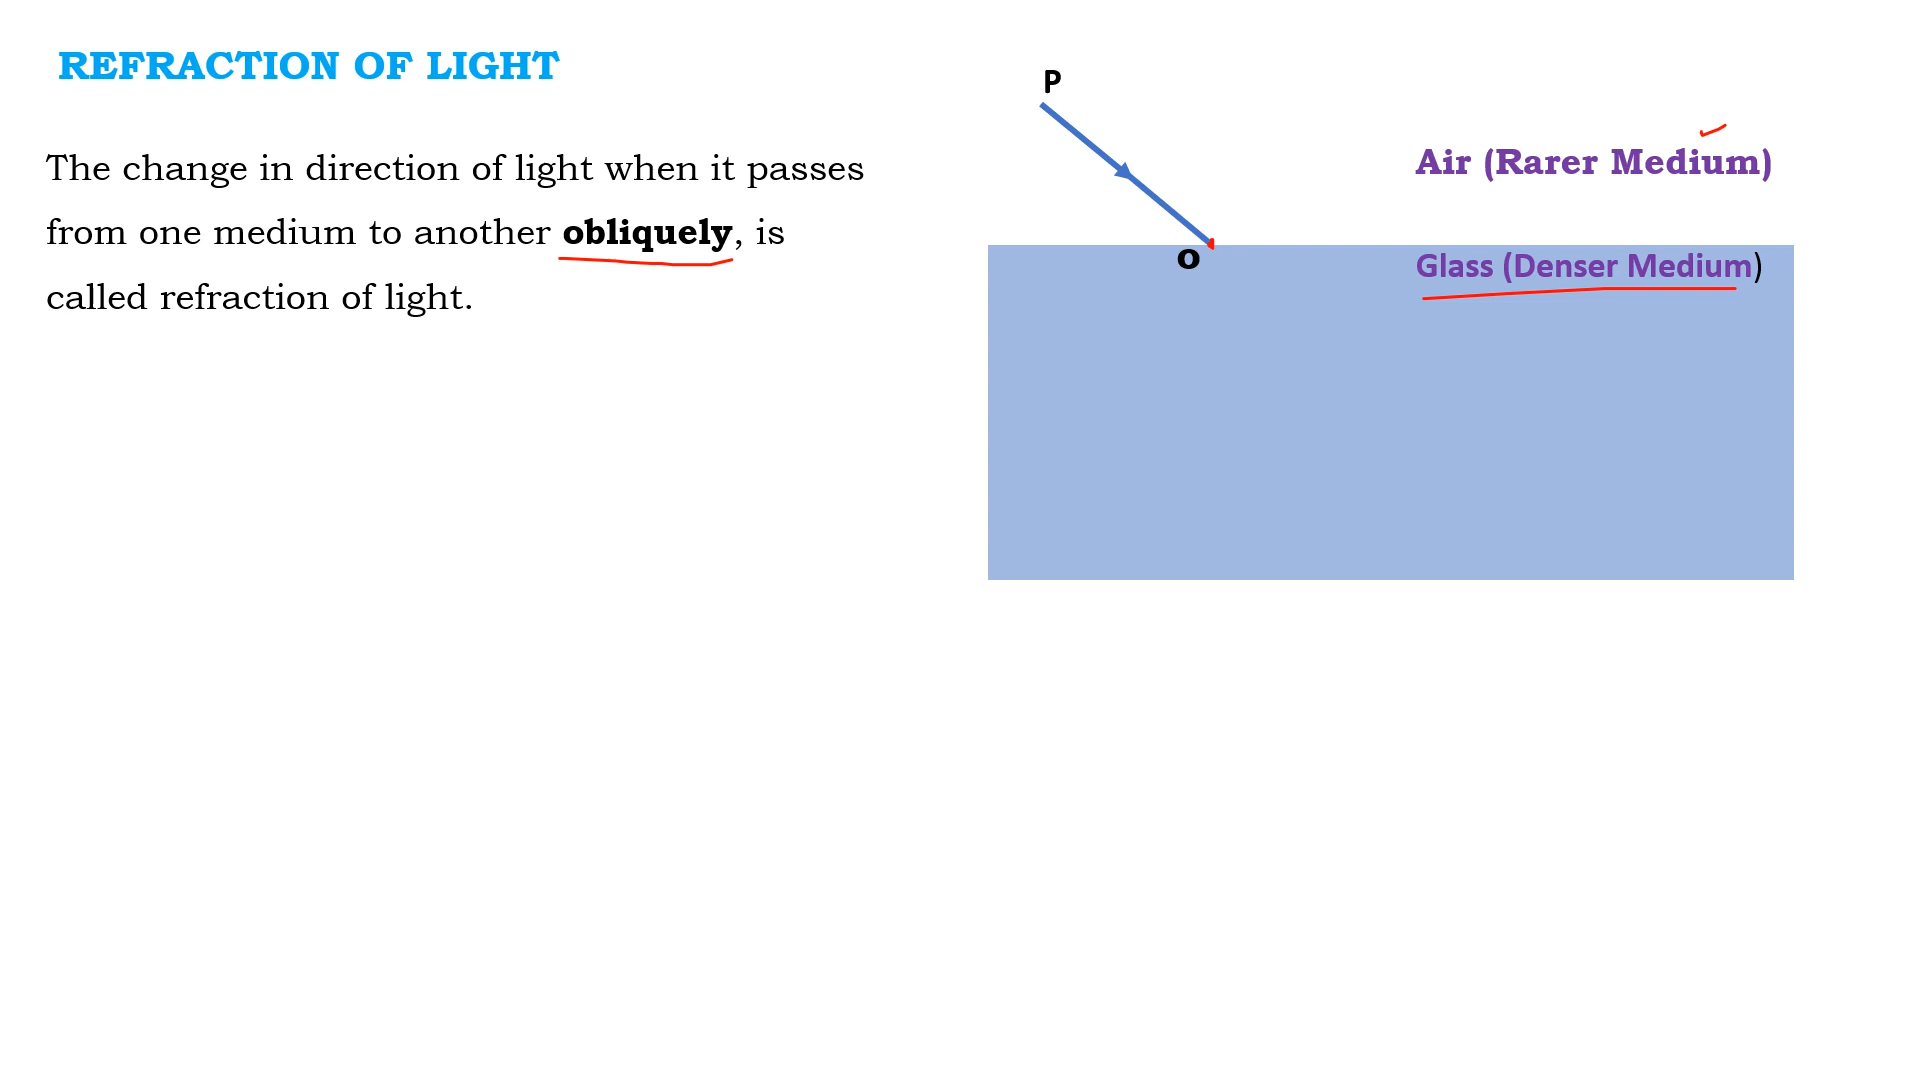 REFRACTION OF LIGHT
The change in direction of light when it passes
from one medium to another obliquely, is
called refraction of light.
P
Air (Rarer Medium)
O
Glass (Denser Medium)